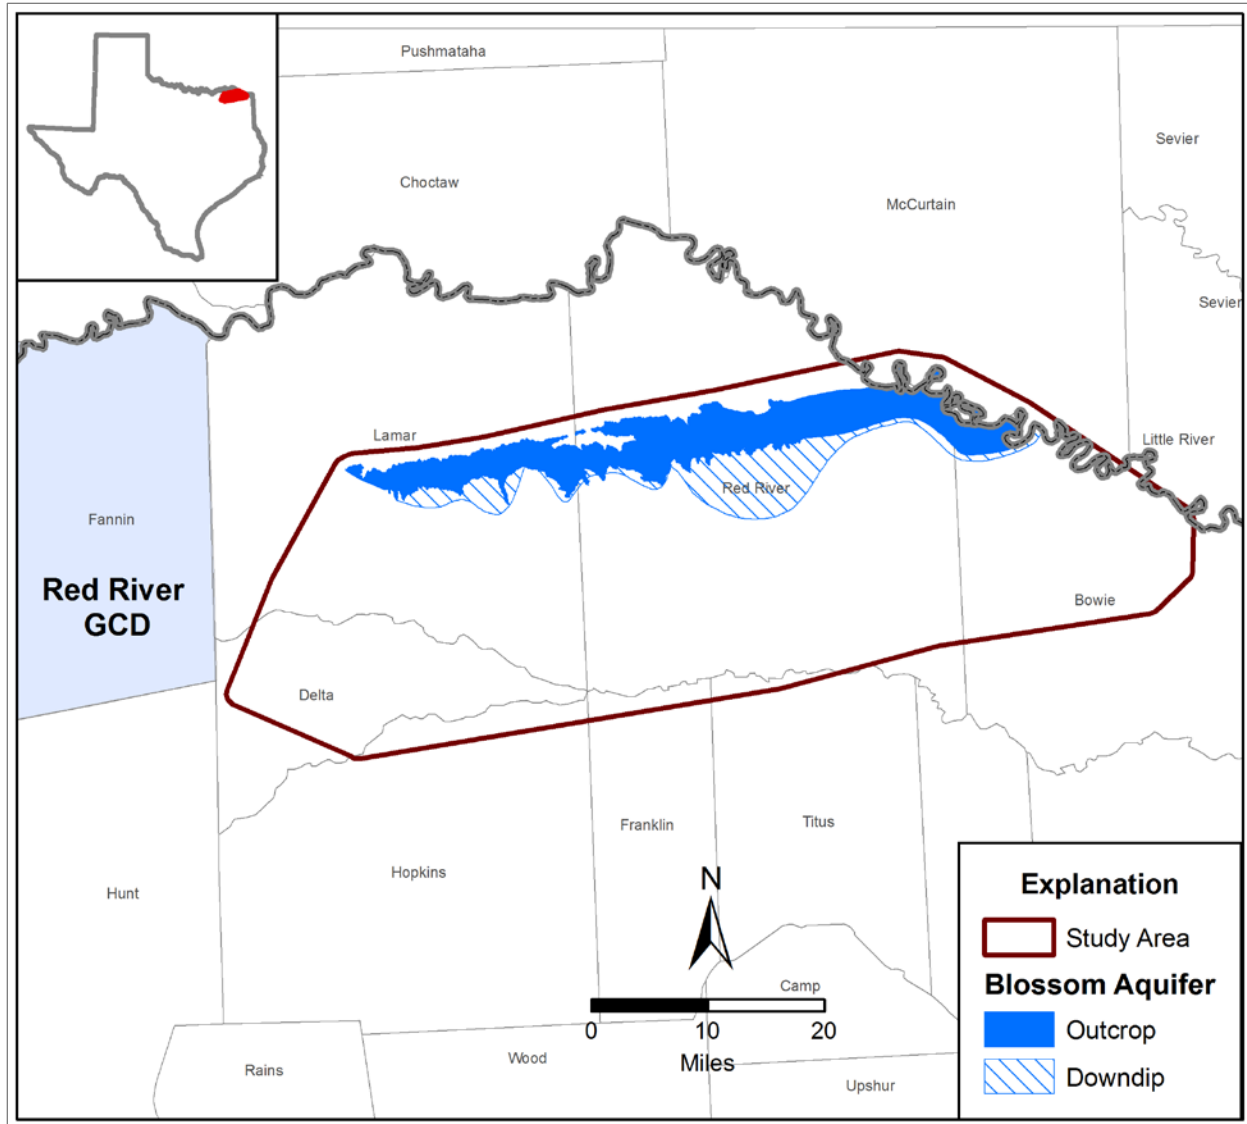 Pushmataha
Sevier
Choctaw
McCurtain
Sevier
Lamar
Little River
Red River
Fannin
Red River
GCD
Bowie
Delta
Franklin
Titus
Hopkins
Hunt
N
Camp
0 10 20
Miles
Wood
Rains
Upshur
Explanation
Study Area
Blossom Aquifer
Outcrop
Downdip